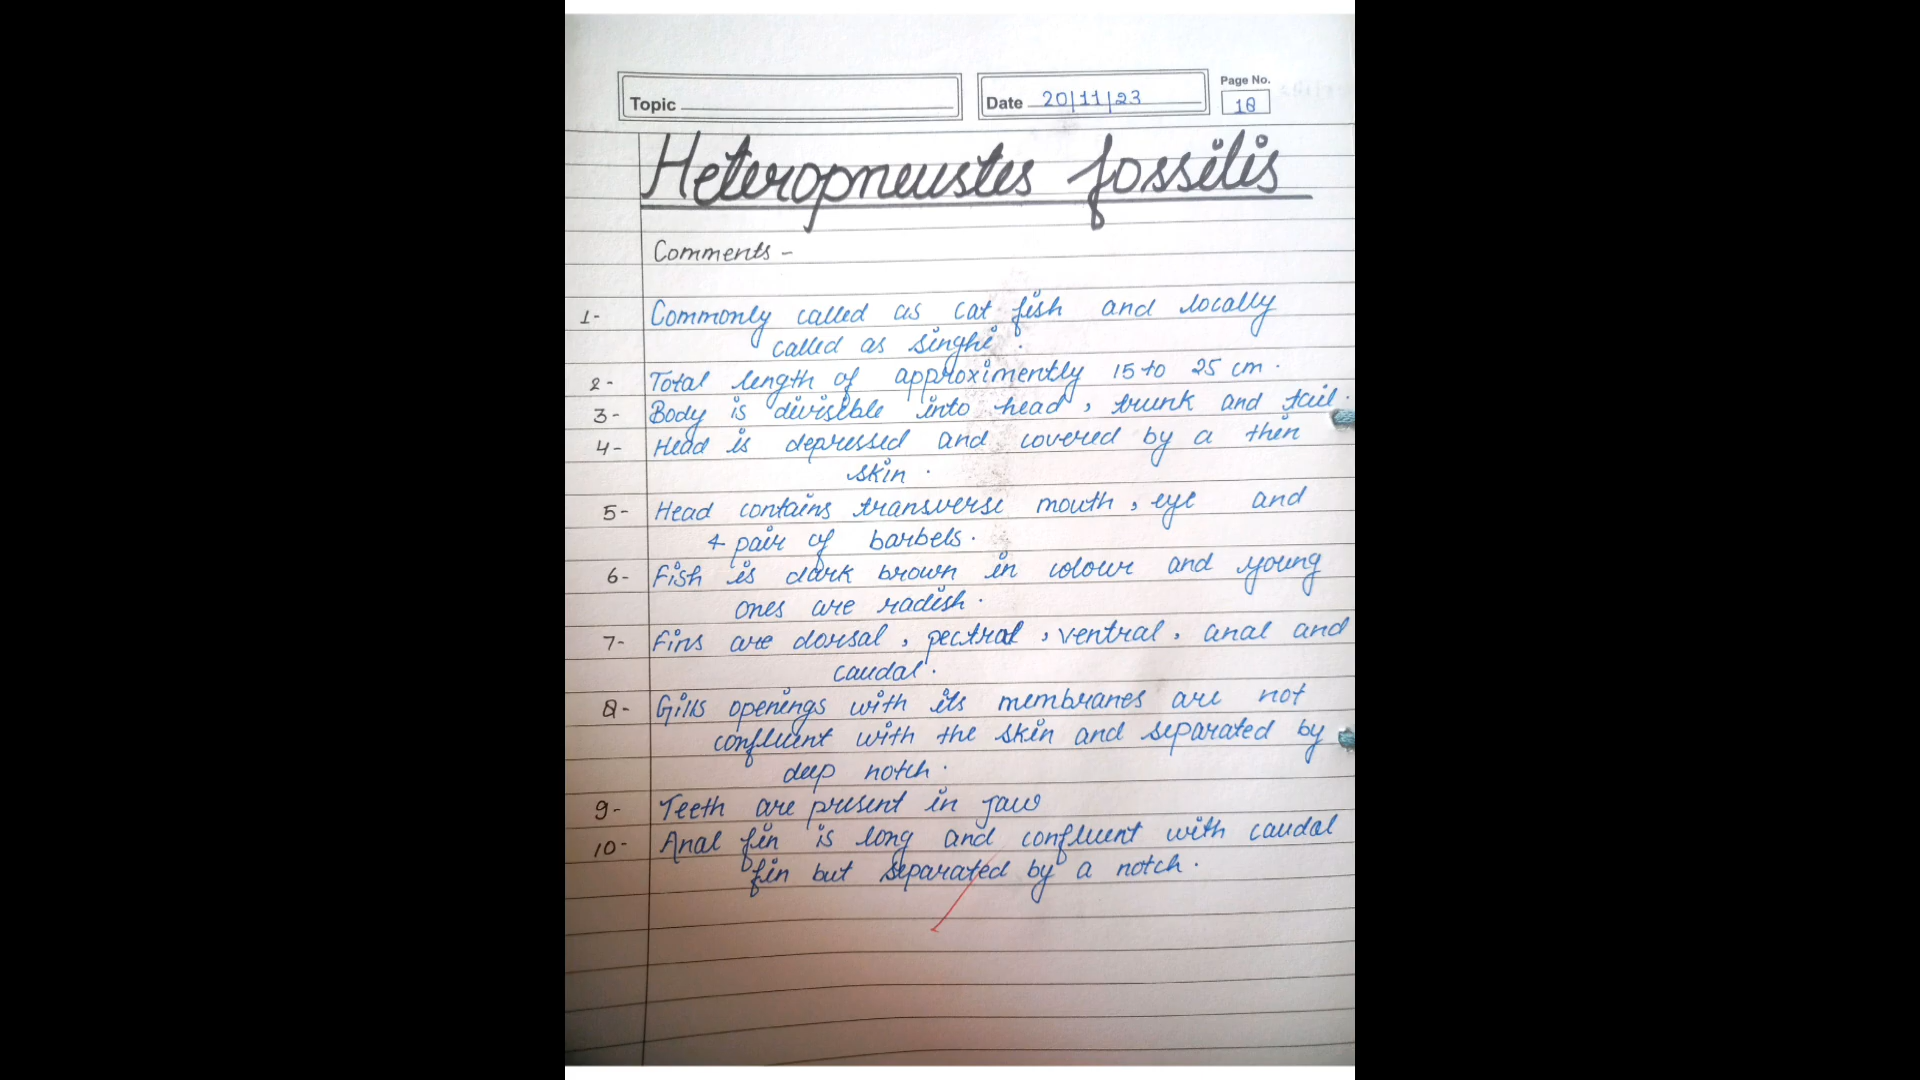 Topic
Date 20/11/23
Page No.
18
Heteropneustes fossilis
Comments -
1- Commonly called as cat fish and locally
called as singhi.
2- Total length of approximently 15 to 25 cm.
3- Body is divisible into head, trunk and tail.
4- Head is depressed and covered by a thin
skin.
5- Head contains transverse mouth, eye and
4 pair of barbels.
6- Fish is dark brown in colour and young
ones are radish.
7- Fins are dorsal, pectral, ventral, anal and
caudal.
8- Gills openings with its membranes are not
confluent with the skin and separated by
deep notch.
9- Teeth are present in jaw
10- Anal fin is long and confluent with caudal
fin but separated by a notch.